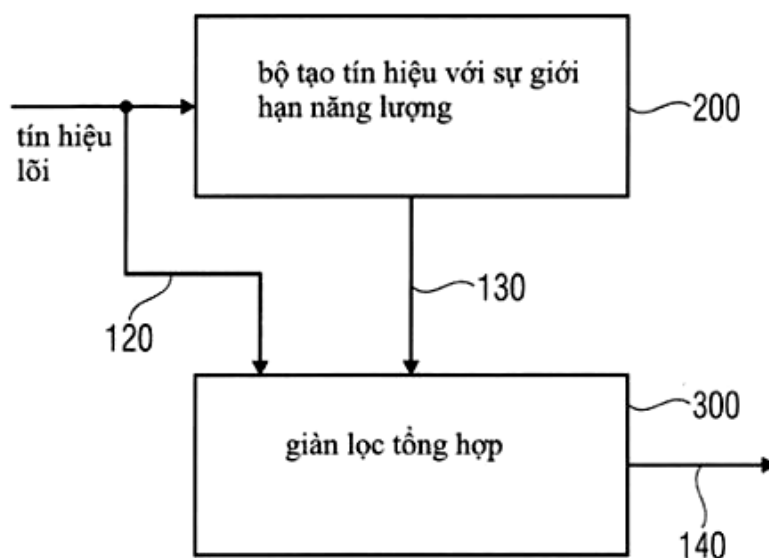 bộ tạo tín hiệu với sự giới
hạn năng lượng
200
tín hiệu
lõi
120
130
300
giàn lọc tổng hợp
140